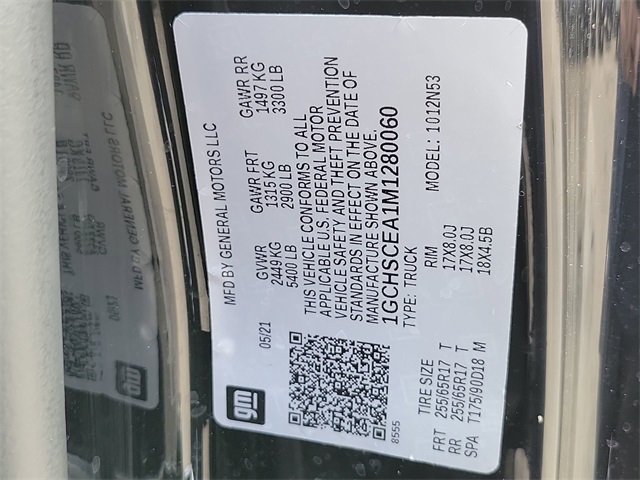 gm
MFD BY GENERAL MOTORS LLC
05/21
GVWR GAWR FRT GAWR RR
2449 KG 1315 KG 1497 KG
5400 LB 2900 LB 3300 LB
THIS VEHICLE CONFORMS TO ALL
APPLICABLE U.S. FEDERAL MOTOR
VEHICLE SAFETY AND THEFT PREVENTION
STANDARDS IN EFFECT ON THE DATE OF
MANUFACTURE SHOWN ABOVE.
1GCHSCEA1M1280060
TYPE: TRUCK MODEL: 1012N53
8555
TIRE SIZE RIM
FRT 255/65R17 T 17X8.0J
RR 255/65R17 T 17X8.0J
SPA T175/90D18 M 18X4.5B